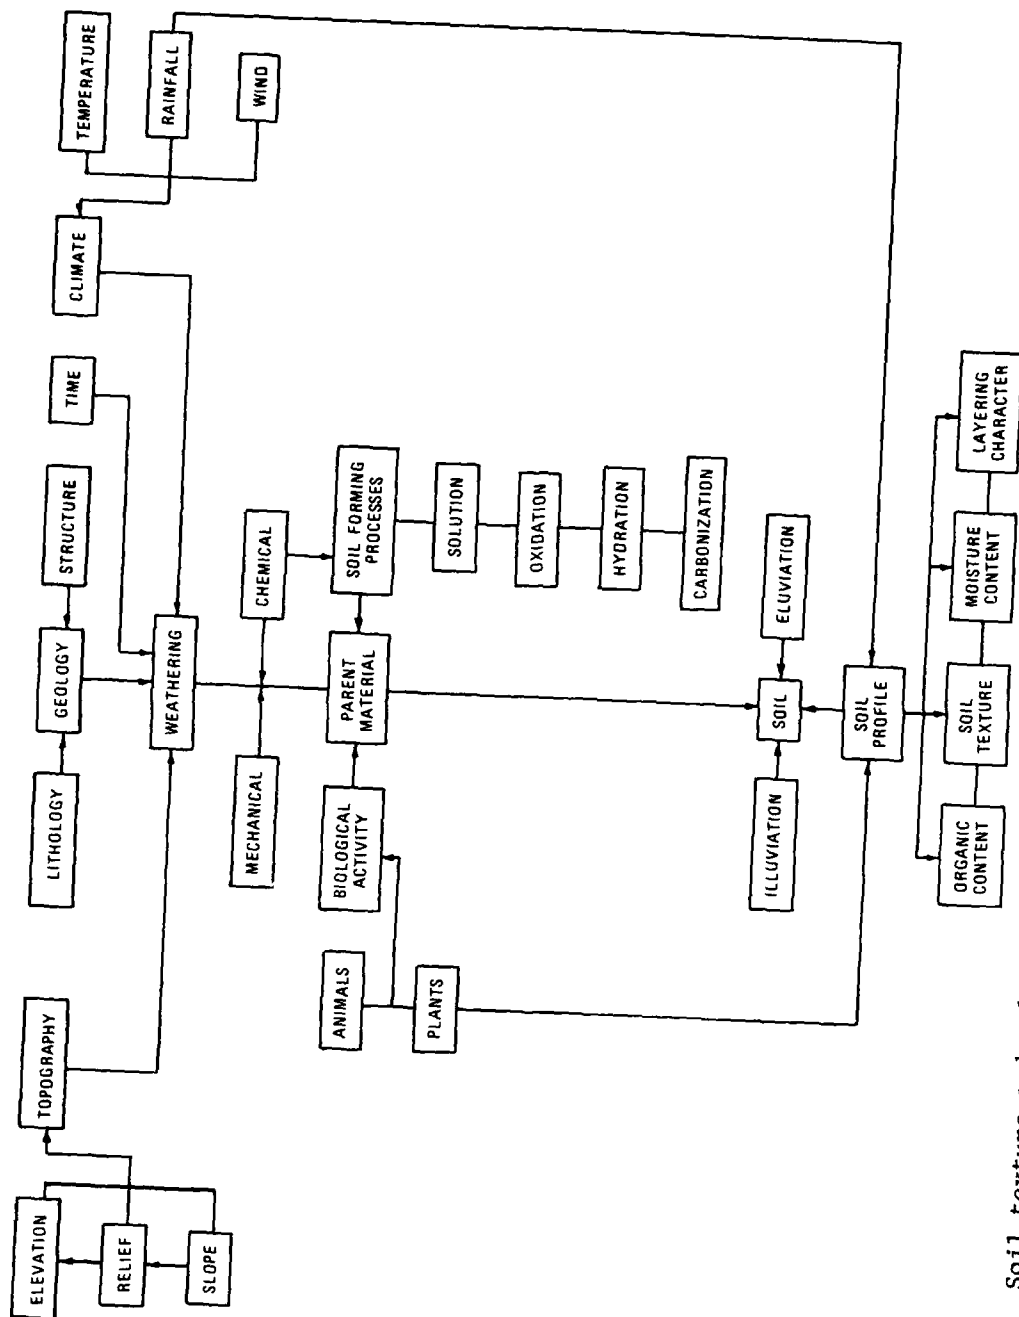 ELEVATION
RELIEF
SLOPE
TOPOGRAPHY
LITHOLOGY
GEOLOGY
STRUCTURE
TIME
CLIMATE
TEMPERATURE
RAINFALL
WIND
WEATHERING
MECHANICAL
CHEMICAL
ANIMALS
PLANTS
BIOLOGICAL
ACTIVITY
PARENT
MATERIAL
SOIL FORMING
PROCESSES
SOLUTION
OXIDATION
HYDRATION
CARBONIZATION
ILLUVIATION
SOIL
ELUVIATION
SOIL
PROFILE
ORGANIC
CONTENT
SOIL
TEXTURE
MOISTURE
CONTENT
LAYERING
CHARACTER
Soil texture